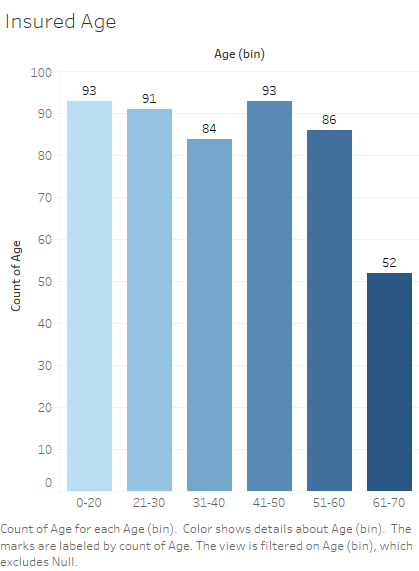 Insured Age
Age (bin)
100
90
80
70
60
50
40
30
20
10
0
Count of Age
93
91
84
93
86
52
0-20 21-30 31-40 41-50 51-60 61-70
Count of Age for each Age (bin).  Color shows details about Age (bin).  The
marks are labeled by count of Age. The view is filtered on Age (bin), which
excludes Null.